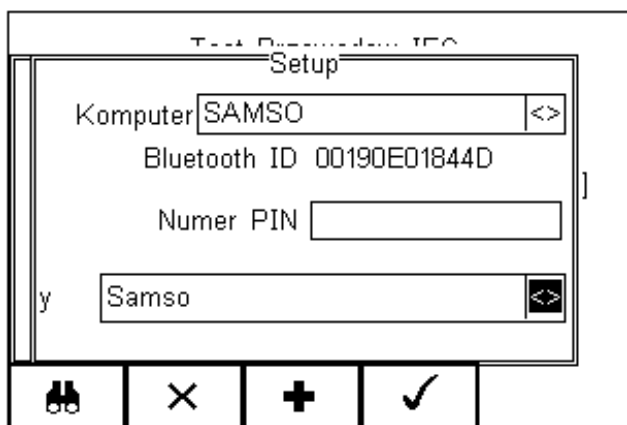 Setup
Komputer SAMSO <>
Bluetooth ID 00190E01844D
]
Numer PIN
y Samso <>